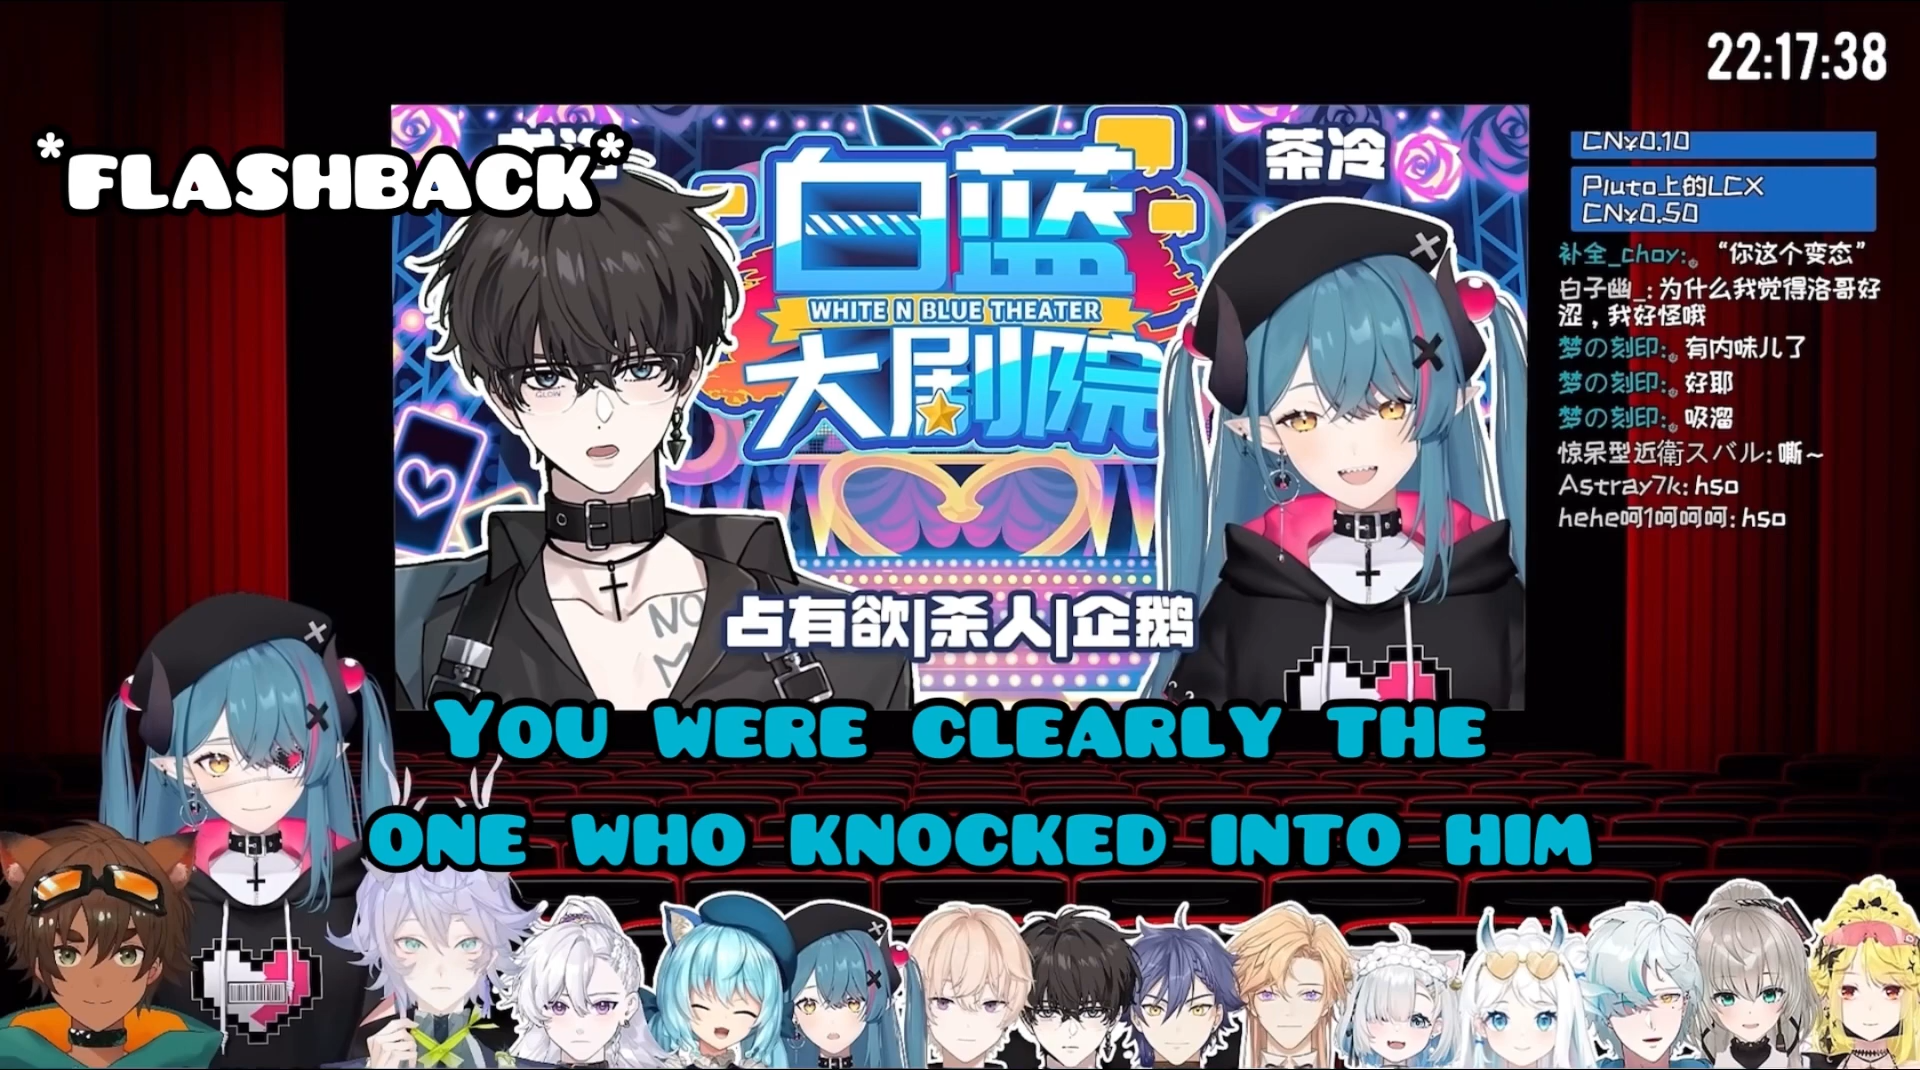 22:17:38
*FLASHBACK*
茶冷
白蓝
WHITE N BLUE THEATER
大剧院
GLOW
NO
M
占有欲|杀人|企鹅
CN¥0.10
Pluto上的LCX
CN¥0.50
补全_choy: “你这个变态”
白子幽_: 为什么我觉得洛哥好
涩，我好怪哦
梦の刻印: 有内味儿了
梦の刻印: 好耶
梦の刻印: 吸溜
惊呆型近衛スバル: 嘶~
Astray7k: hso
hehe呵1呵呵呵: hso
YOU WERE CLEARLY THE
ONE WHO KNOCKED INTO HIM